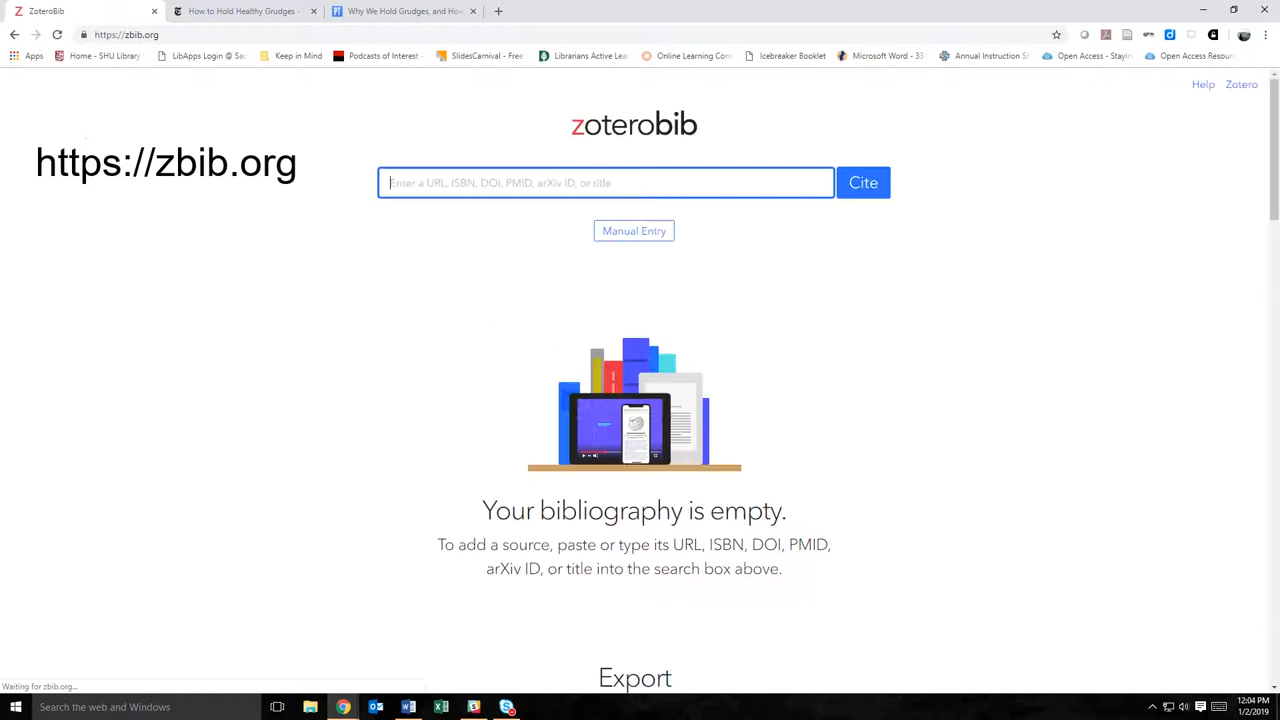 ZoteroBib
How to Hold Healthy Grudges -
Why We Hold Grudges, and How
https://zbib.org
Apps
Home - SHU Library
LibApps Login @ Sac
Keep in Mind
Podcasts of Interest -
SlidesCarnival - Free
Librarians Active Lea
Online Learning Con
Icebreaker Booklet
Microsoft Word - 33
Annual Instruction Sn
Open Access - Stayin
Open Access Resou
Help
Zotero
zoterobib
https://zbib.org
Enter a URL, ISBN, DOI, PMID, arXiv ID, or title
Cite
Manual Entry
Your bibliography is empty.
To add a source, paste or type its URL, ISBN, DOI, PMID,
arXiv ID, or title into the search box above.
Export
Waiting for zbib.org...
Search the web and Windows
12:04 PM
1/2/2019